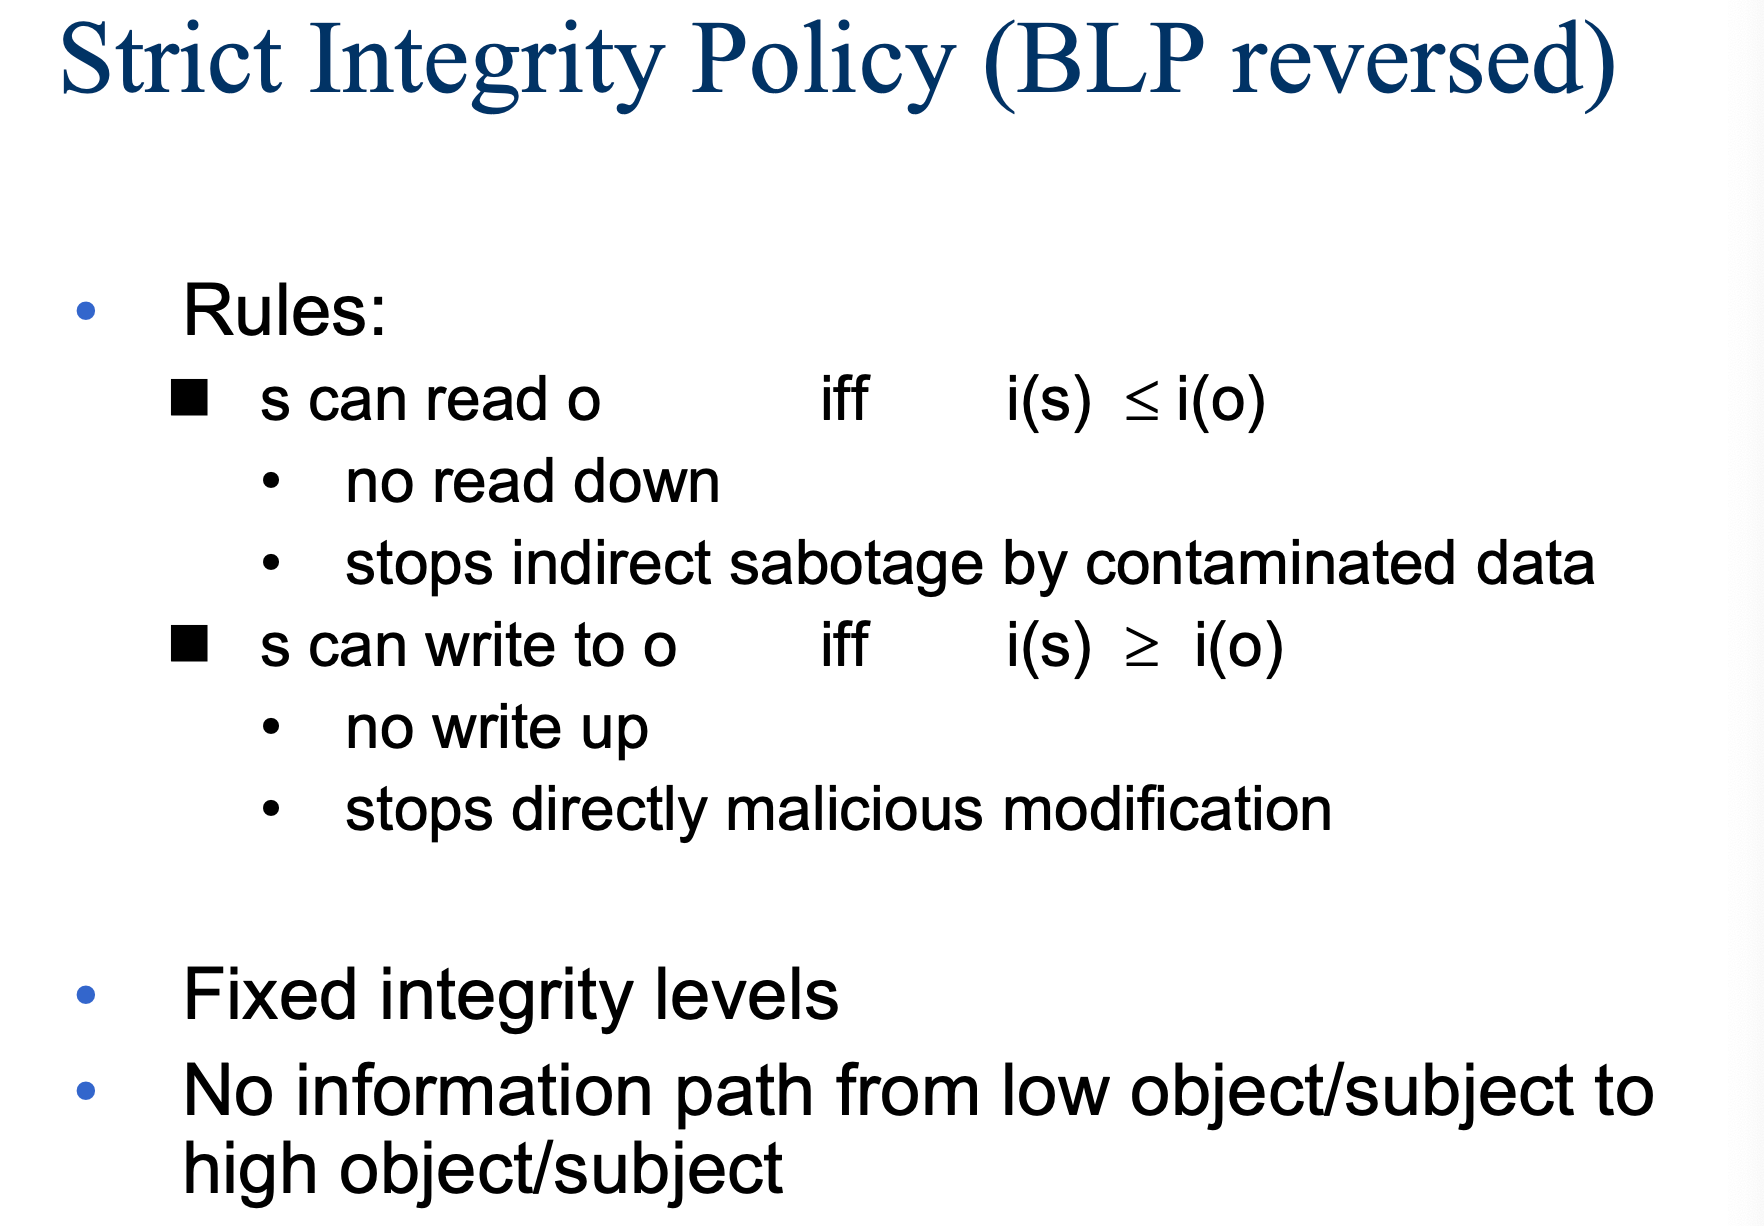 Strict Integrity Policy (BLP reversed)
• Rules:
■ s can read o iff i(s) ≤ i(o)
• no read down
• stops indirect sabotage by contaminated data
■ s can write to o iff i(s) ≥ i(o)
• no write up
• stops directly malicious modification
• Fixed integrity levels
• No information path from low object/subject to
high object/subject